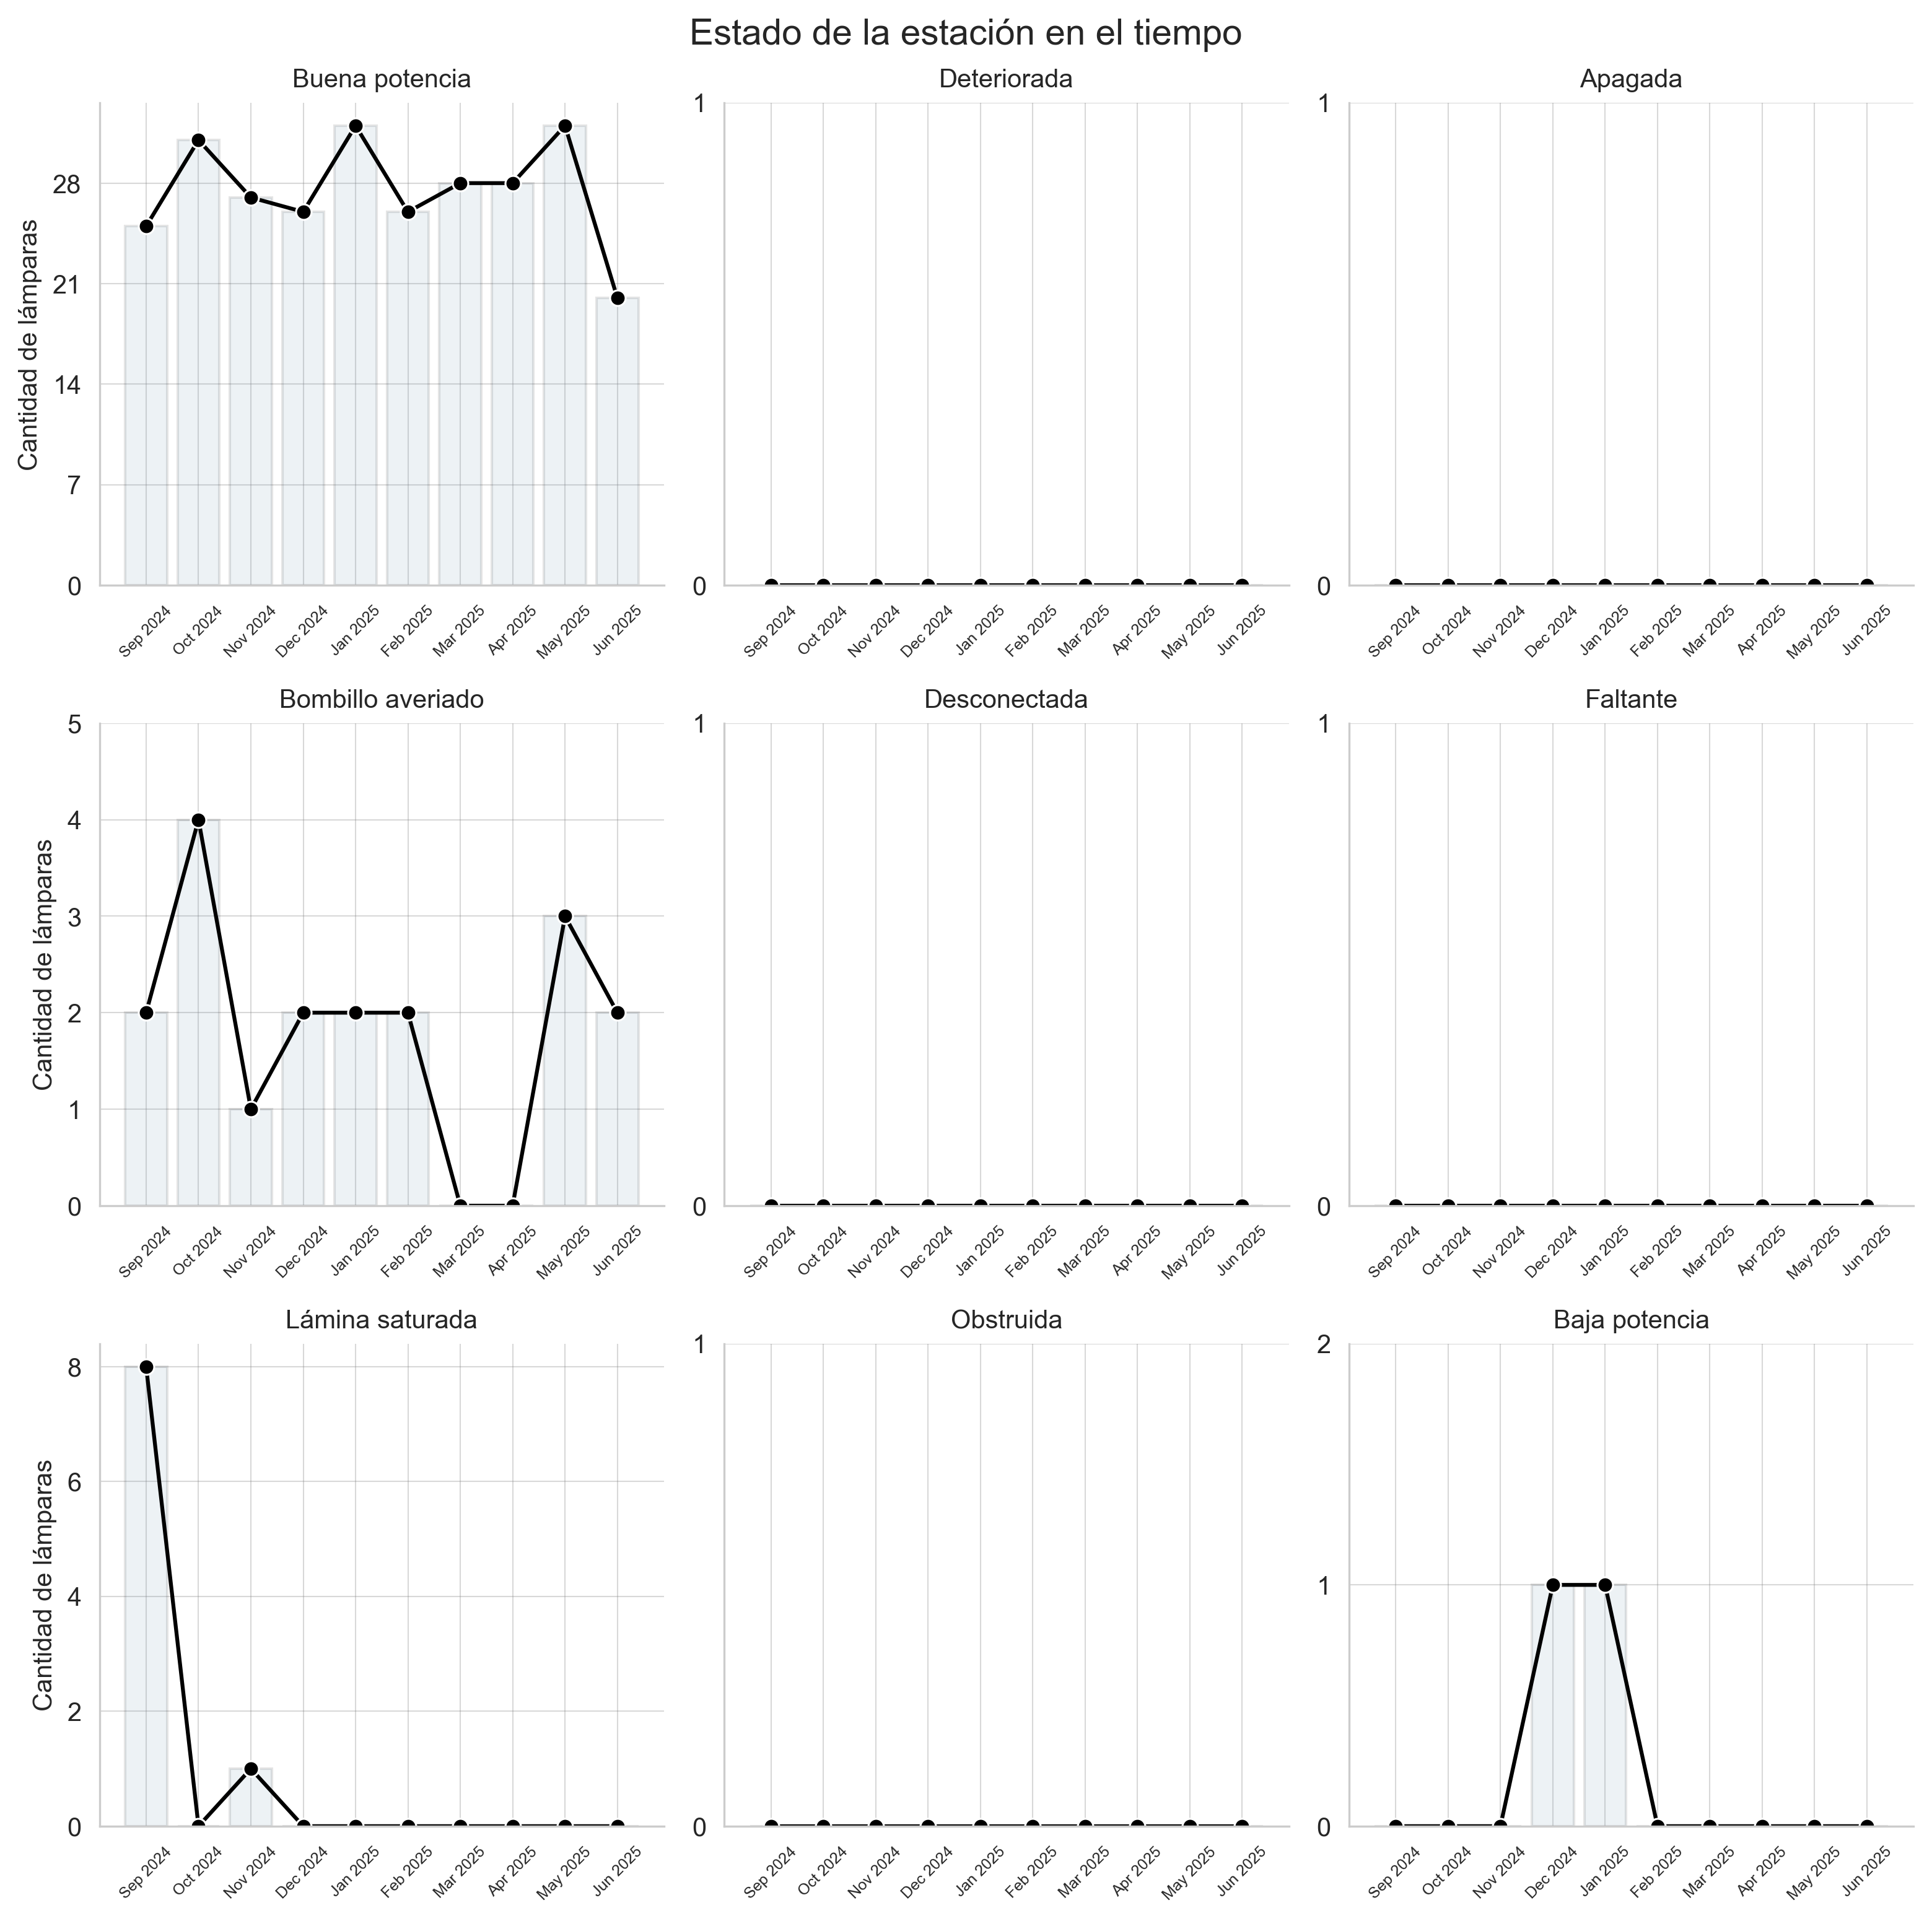 Estado de la estación en el tiempo
Buena potencia
Cantidad de lámparas
28
21
14
7
0
Sep 2024
Oct 2024
Nov 2024
Dec 2024
Jan 2025
Feb 2025
Mar 2025
Apr 2025
May 2025
Jun 2025
Deteriorada
1
0
Sep 2024
Oct 2024
Nov 2024
Dec 2024
Jan 2025
Feb 2025
Mar 2025
Apr 2025
May 2025
Jun 2025
Apagada
1
0
Sep 2024
Oct 2024
Nov 2024
Dec 2024
Jan 2025
Feb 2025
Mar 2025
Apr 2025
May 2025
Jun 2025
Bombillo averiado
Cantidad de lámparas
5
4
3
2
1
0
Sep 2024
Oct 2024
Nov 2024
Dec 2024
Jan 2025
Feb 2025
Mar 2025
Apr 2025
May 2025
Jun 2025
Desconectada
1
0
Sep 2024
Oct 2024
Nov 2024
Dec 2024
Jan 2025
Feb 2025
Mar 2025
Apr 2025
May 2025
Jun 2025
Faltante
1
0
Sep 2024
Oct 2024
Nov 2024
Dec 2024
Jan 2025
Feb 2025
Mar 2025
Apr 2025
May 2025
Jun 2025
Lámina saturada
Cantidad de lámparas
8
6
4
2
0
Sep 2024
Oct 2024
Nov 2024
Dec 2024
Jan 2025
Feb 2025
Mar 2025
Apr 2025
May 2025
Jun 2025
Obstruida
1
0
Sep 2024
Oct 2024
Nov 2024
Dec 2024
Jan 2025
Feb 2025
Mar 2025
Apr 2025
May 2025
Jun 2025
Baja potencia
2
1
0
Sep 2024
Oct 2024
Nov 2024
Dec 2024
Jan 2025
Feb 2025
Mar 2025
Apr 2025
May 2025
Jun 2025